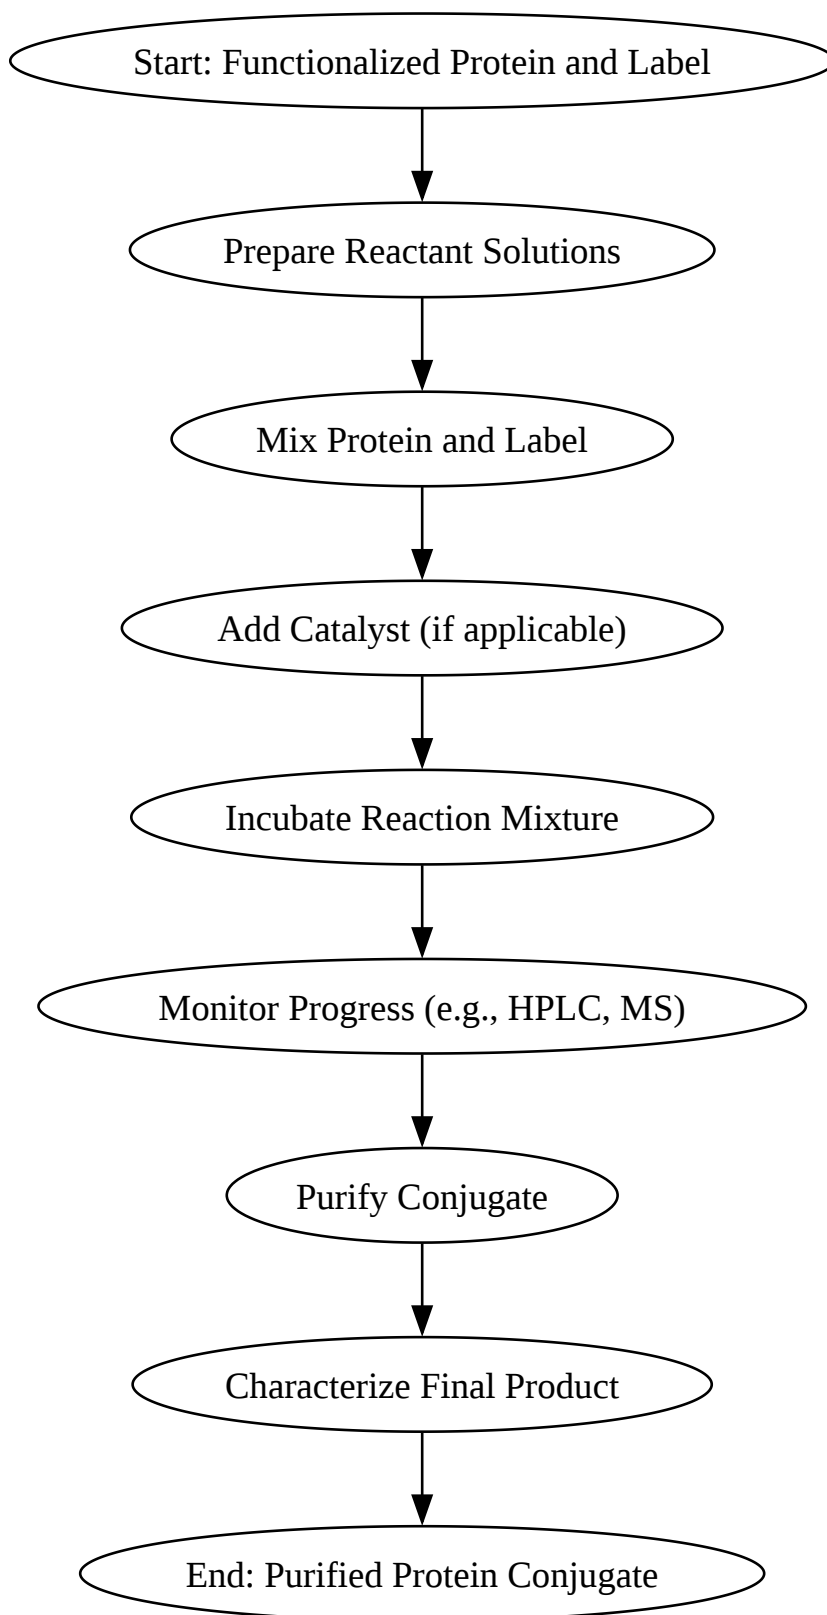 Start: Functionalized Protein and Label
Prepare Reactant Solutions
Mix Protein and Label
Add Catalyst (if applicable)
Incubate Reaction Mixture
Monitor Progress (e.g., HPLC, MS)
Purify Conjugate
Characterize Final Product
End: Purified Protein Conjugate